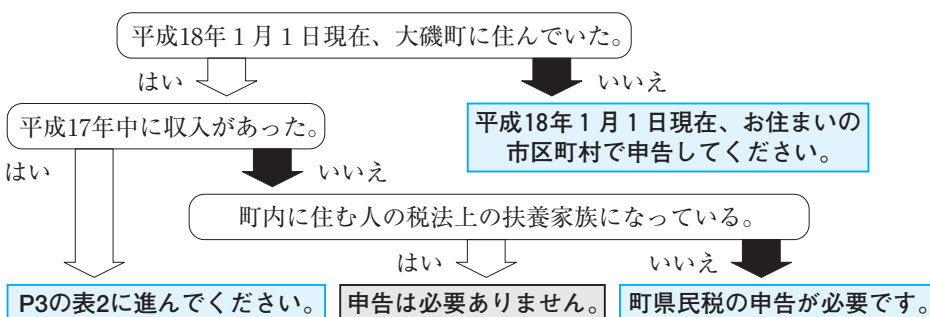 平成18年１月１日現在、大磯町に住んでいた。
はい
いいえ
平成17年中に収入があった。
平成18年１月１日現在、お住まいの
市区町村で申告してください。
はい
いいえ
町内に住む人の税法上の扶養家族になっている。
はい
いいえ
P3の表2に進んでください。
申告は必要ありません。
町県民税の申告が必要です。